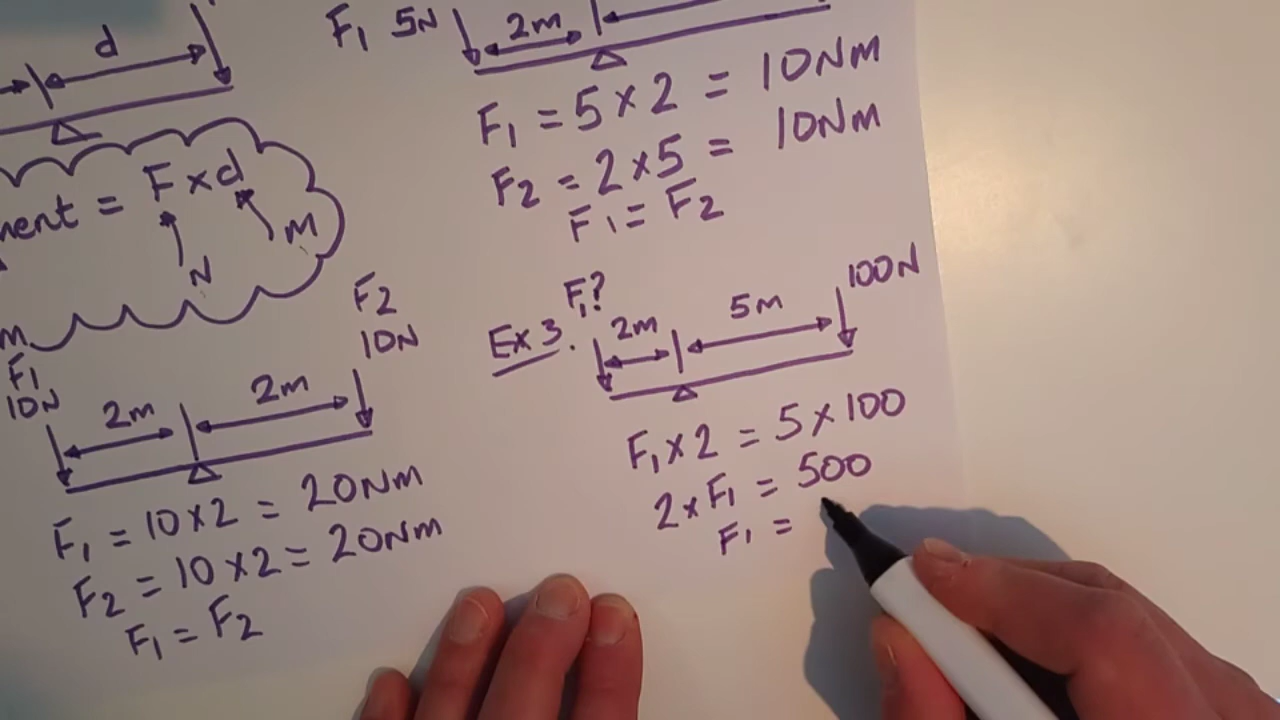 d
ment = F x d
N
M
m
F1
10N
F2
10N
2m
2m
F1 = 10 x 2 = 20NM
F2 = 10 x 2 = 20NM
F1 = F2
F1 5N
2m
F1 = 5 x 2 = 10NM
F2 = 2 x 5 = 10NM
F1 = F2
Ex 3.
F1?
2m
5m
100N
F1 x 2 = 5 x 100
2 x F1 = 500
F1 =